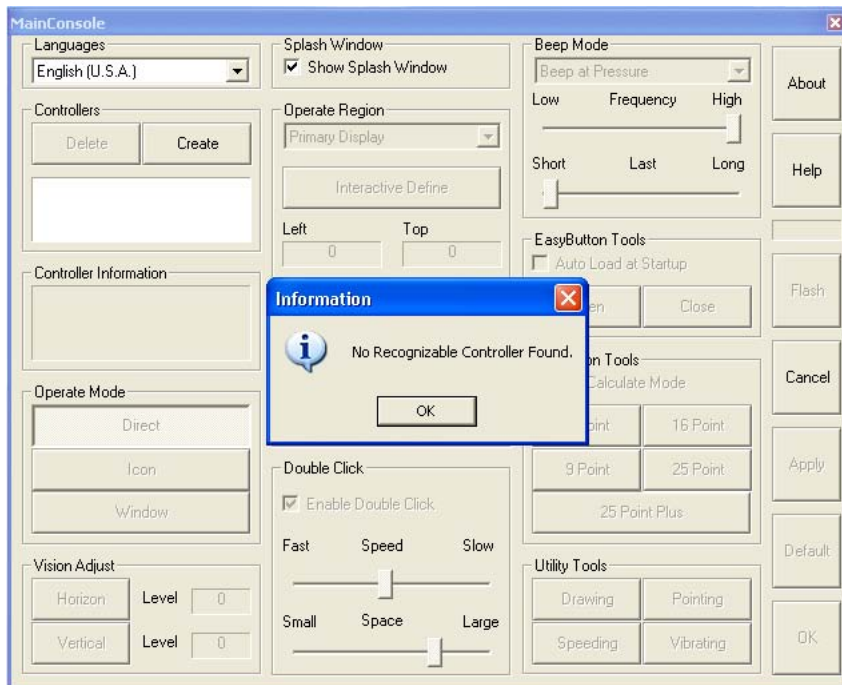 MainConsole
Languages
English (U.S.A.)
Controllers
Delete Create
Controller Information
Operate Mode
Direct
Icon
Window
Vision Adjust
Horizon Level 0
Vertical Level 0
Splash Window
Show Splash Window
Operate Region
Primary Display
Interactive Define
Left Top
0 0
Information
No Recognizable Controller Found.
OK
Double Click
Enable Double Click
Fast Speed Slow
Small Space Large
Beep Mode
Beep at Pressure
Low Frequency High
Short Last Long
EasyButton Tools
Auto Load at Startup
Close
Tools
Calculate Mode
16 Point
9 Point 25 Point
25 Point Plus
Utility Tools
Drawing Pointing
Speeding Vibrating
About
Help
Flash
Cancel
Apply
Default
OK